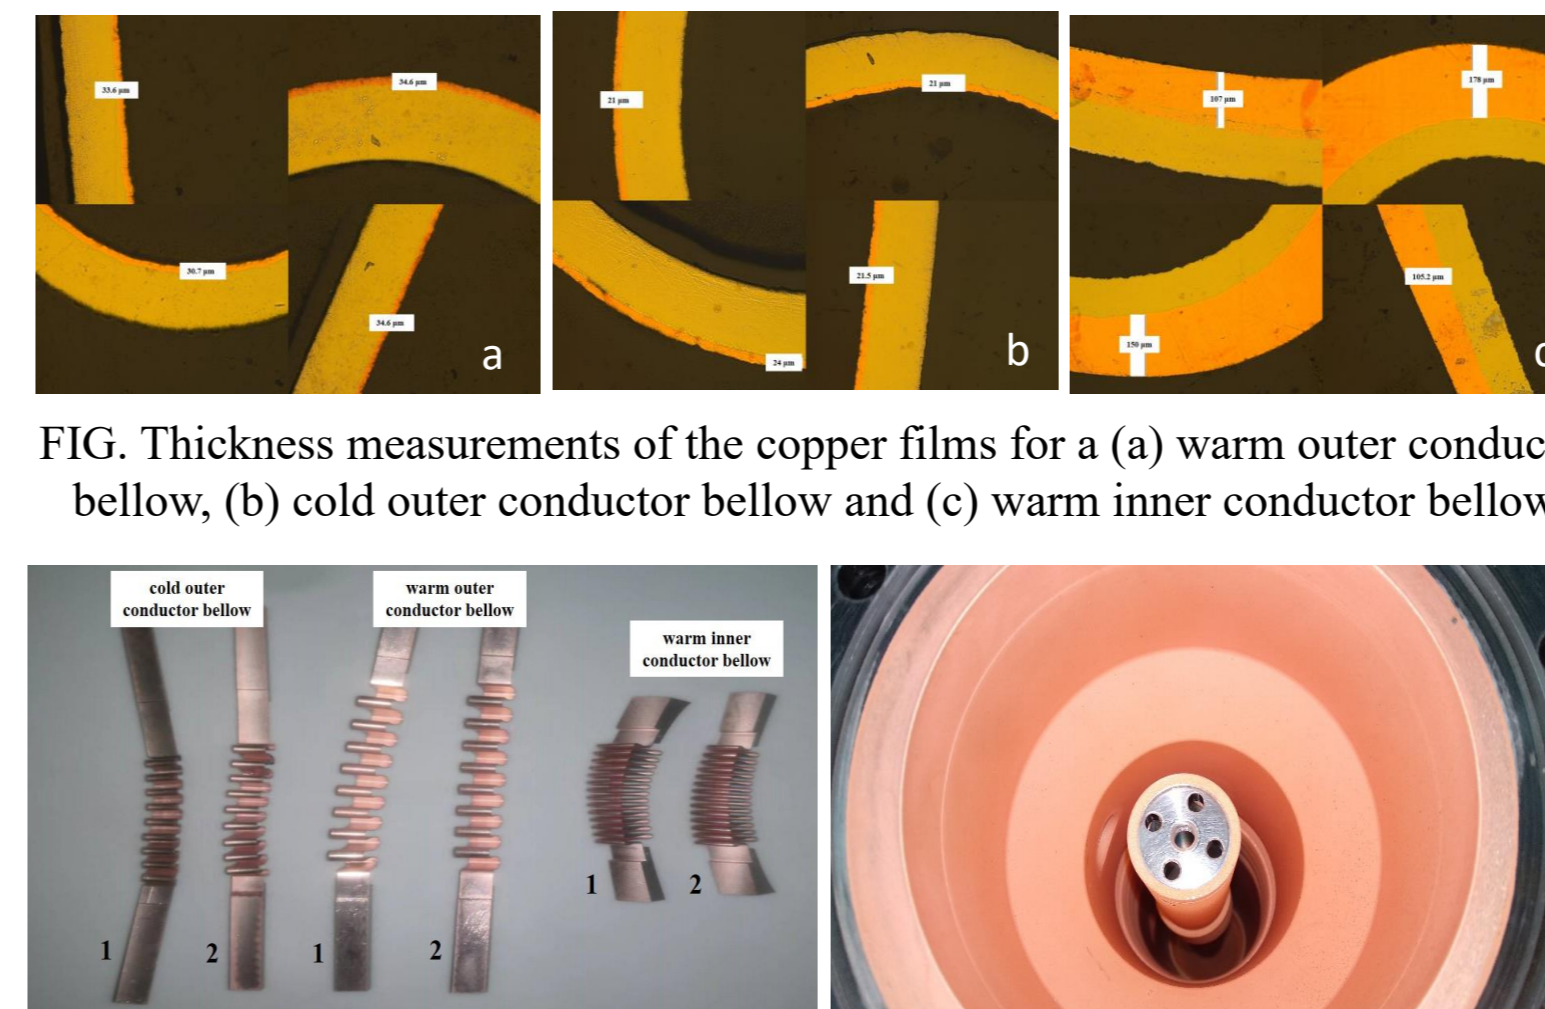 33.6 µm
34.6 µm
30.7 µm
34.6 µm
a
21 µm
21 µm
24 µm
21.5 µm
b
107 µm
178 µm
150 µm
105.2 µm
FIG. Thickness measurements of the copper films for a (a) warm outer conduc
bellow, (b) cold outer conductor bellow and (c) warm inner conductor bellow
cold outer
conductor bellow
warm outer
conductor bellow
warm inner
conductor bellow
1
2
1
2
1
2